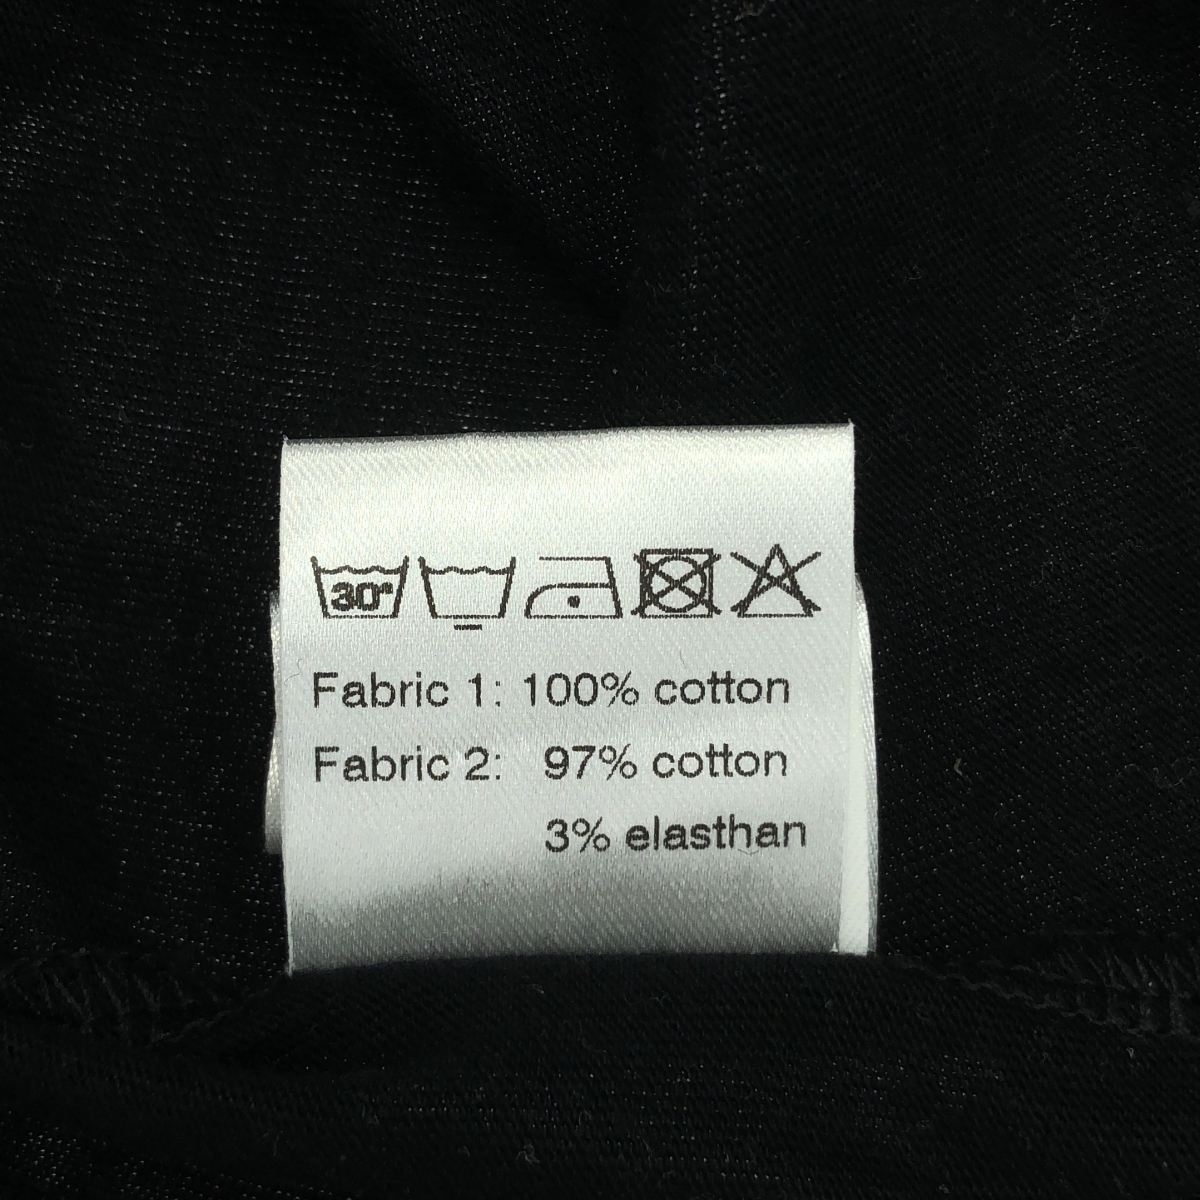 30°
Fabric 1: 100% cotton
Fabric 2: 97% cotton
3% elasthan